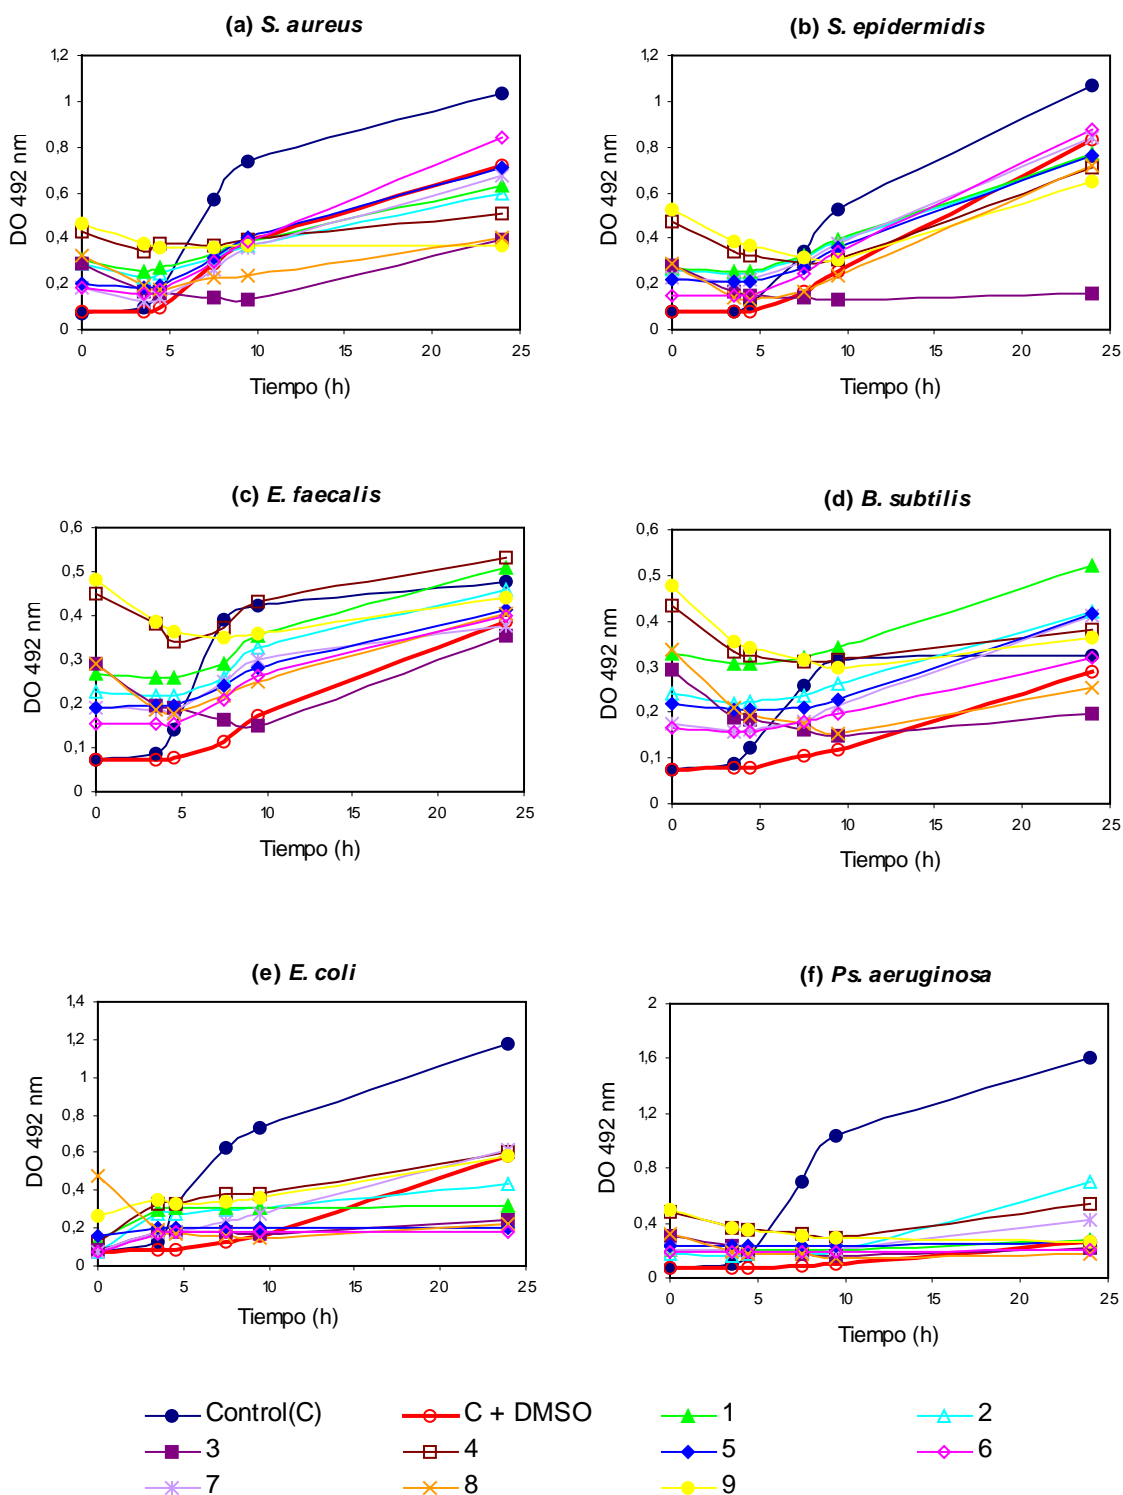 (a) S. aureus
1,2
1
0,8
0,6
0,4
0,2
0
DO 492 nm
0 5 10 15 20 25
Tiempo (h)
(b) S. epidermidis
1,2
1
0,8
0,6
0,4
0,2
0
DO 492 nm
0 5 10 15 20 25
Tiempo (h)
(c) E. faecalis
0,6
0,5
0,4
0,3
0,2
0,1
0
DO 492 nm
0 5 10 15 20 25
Tiempo (h)
(d) B. subtilis
0,6
0,5
0,4
0,3
0,2
0,1
0
DO 492 nm
0 5 10 15 20 25
Tiempo (h)
(e) E. coli
1,4
1,2
1
0,8
0,6
0,4
0,2
0
DO 492 nm
0 5 10 15 20 25
Tiempo (h)
(f) Ps. aeruginosa
2
1,6
1,2
0,8
0,4
0
DO 492 nm
0 5 10 15 20 25
Tiempo (h)
Control(C) C + DMSO 1 2
3 4 5 6
7 8 9